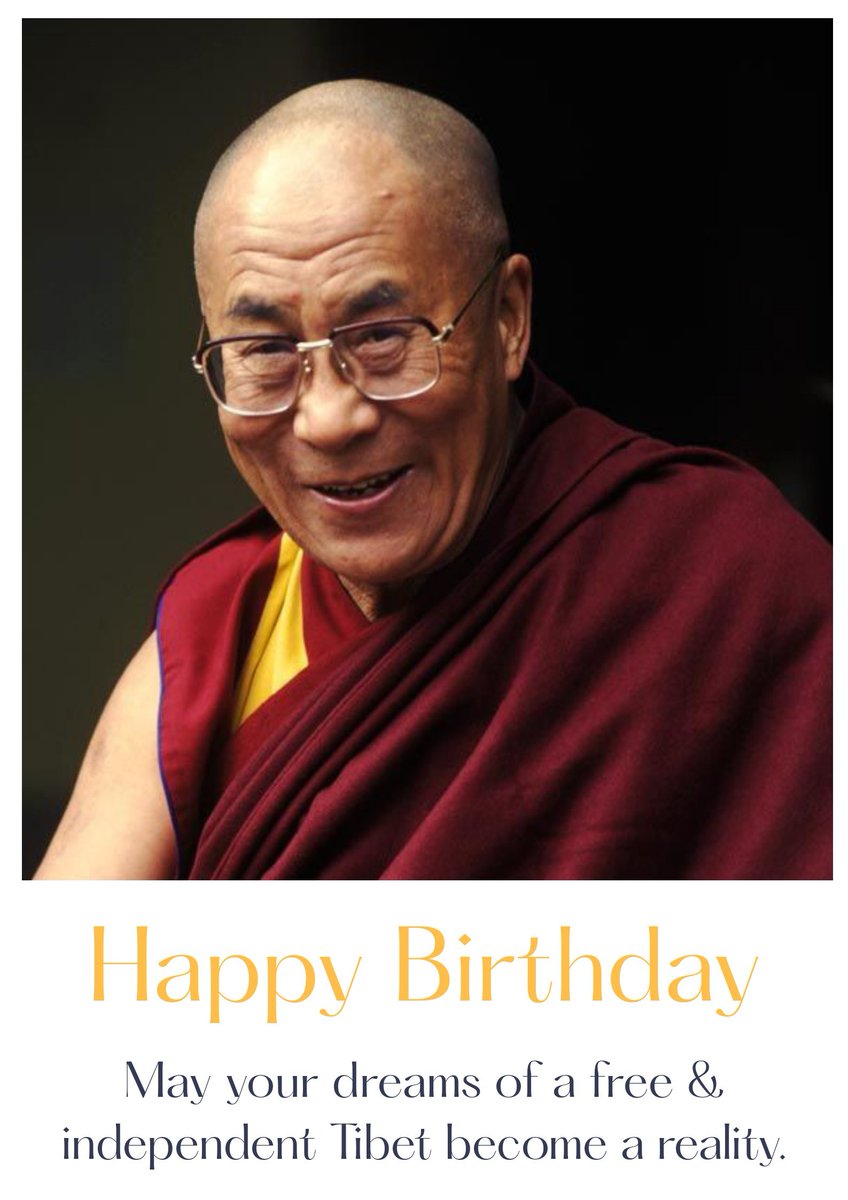 Happy Birthday
May your dreams of a free &
independent Tibet become a reality.